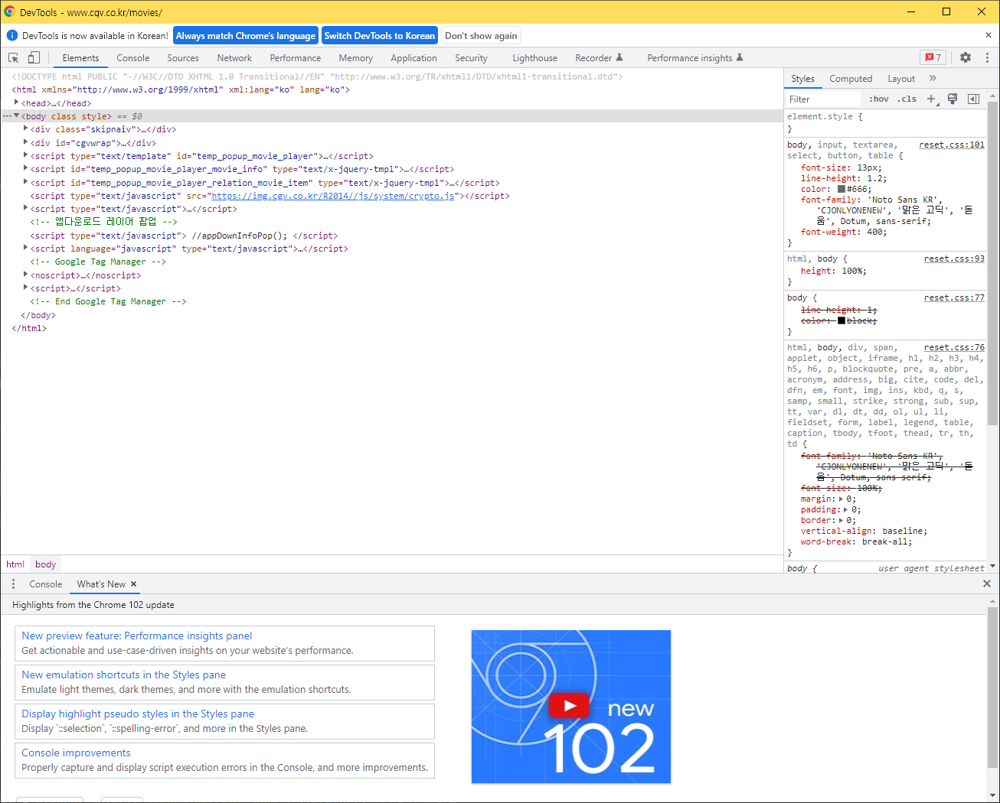 DevTools - www.cgv.co.kr/movies/
DevTools is now available in Korean! Always match Chrome's language Switch DevTools to Korean Don't show again
Elements Console Sources Network Performance Memory Application Security Lighthouse Recorder Performance insights 7
<!DOCTYPE html PUBLIC "-//W3C//DTD XHTML 1.0 Transitional//EN" "http://www.w3.org/TR/xhtml1/DTD/xhtml1-transitional.dtd">
<html xmlns="http://www.w3.org/1999/xhtml" xml:lang="ko" lang="ko">
<head>…</head>
<body class style> == $0
<div class="skipnaiv">…</div>
<div id="cgvwrap">…</div>
<script type="text/template" id="temp_popup_movie_player">…</script>
<script id="temp_popup_movie_player_movie_info" type="text/x-jquery-tmpl">…</script>
<script id="temp_popup_movie_player_relation_movie_item" type="text/x-jquery-tmpl">…</script>
<script type="text/javascript" src="https://img.cgv.co.kr/R2014//js/system/crypto.js"></script>
<script type="text/javascript">…</script>
<!-- 앱다운로드 레이어 팝업 -->
<script type="text/javascript"> //appDownInfoPop(); </script>
<script language="javascript" type="text/javascript">…</script>
<!-- Google Tag Manager -->
<noscript>…</noscript>
<script>…</script>
<!-- End Google Tag Manager -->
</body>
</html>
html body
Styles Computed Layout »
Filter :hov .cls +
element.style {
}
body, input, textarea, reset.css:101
select, button, table {
font-size: 13px;
line-height: 1.2;
color: #666;
font-family: 'Noto Sans KR',
'CJONLYONENEW', '맑은 고딕', '돋
움', Dotum, sans-serif;
font-weight: 400;
}
html, body { reset.css:93
height: 100%;
}
body { reset.css:77
line-height: 1;
color: black;
}
html, body, div, span, reset.css:76
applet, object, iframe, h1, h2, h3, h4,
h5, h6, p, blockquote, pre, a, abbr,
acronym, address, big, cite, code, del,
dfn, em, font, img, ins, kbd, q, s,
samp, small, strike, strong, sub, sup,
tt, var, dl, dt, dd, ol, ul, li,
fieldset, form, label, legend, table,
caption, tbody, tfoot, thead, tr, th,
td {
font-family: 'Noto Sans KR',
'CJONLYONENEW', '맑은 고딕', '돋
움', Dotum, sans-serif;
font-size: 100%;
margin: 0;
padding: 0;
border: 0;
vertical-align: baseline;
word-break: break-all;
}
body { user agent stylesheet
Console What's New
Highlights from the Chrome 102 update
New preview feature: Performance insights panel
Get actionable and use-case-driven insights on your website's performance.
New emulation shortcuts in the Styles pane
Emulate light themes, dark themes, and more with the emulation shortcuts.
Display highlight pseudo styles in the Styles pane
Display `::selection`, `::spelling-error`, and more in the Styles pane.
Console improvements
Properly capture and display script execution errors in the Console, and more improvements.
new
102